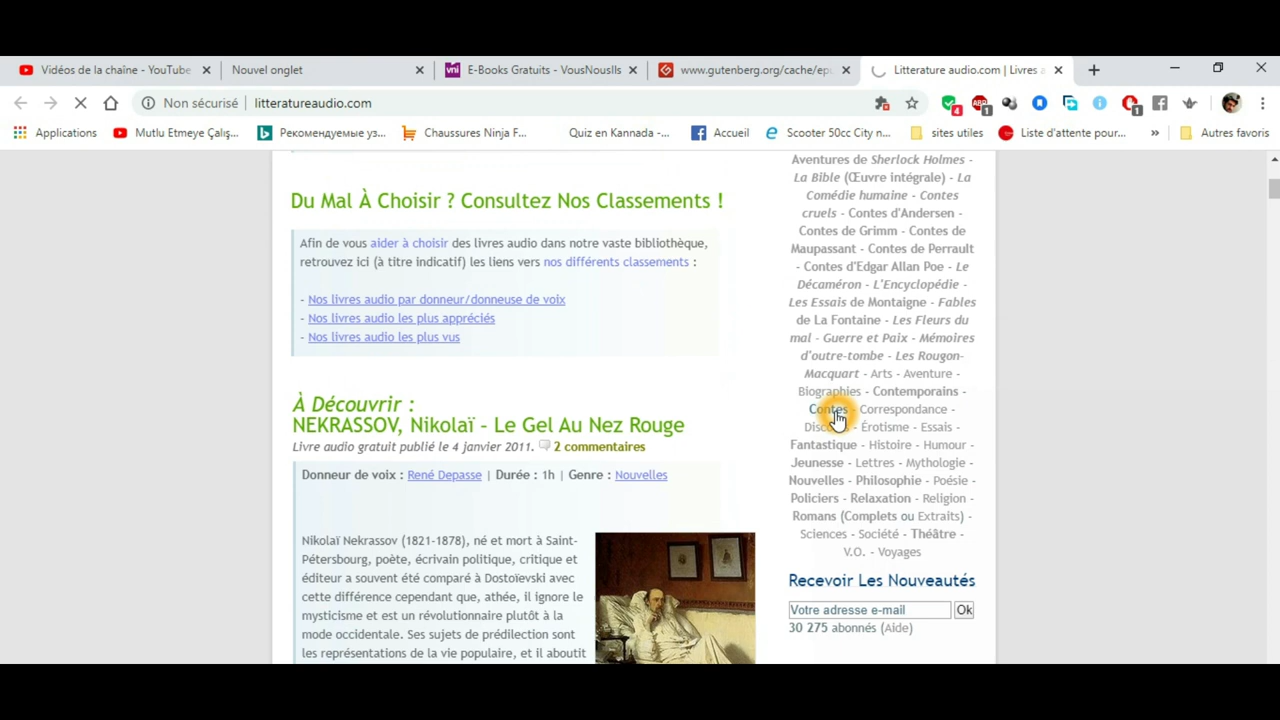 Vidéos de la chaîne - YouTube
Nouvel onglet
E-Books Gratuits - VousNousIls
www.gutenberg.org/cache/epu
Litterature audio.com | Livres a
Non sécurisé
litteratureaudio.com
4
1
1
Applications
Mutlu Etmeye Çalış...
Рекомендуемые уз...
Chaussures Ninja F...
Quiz en Kannada -...
Accueil
Scooter 50cc City n...
sites utiles
Liste d'attente pour...
»
Autres favoris
Du Mal À Choisir ? Consultez Nos Classements !
Afin de vous aider à choisir des livres audio dans notre vaste bibliothèque,
retrouvez ici (à titre indicatif) les liens vers nos différents classements :
- Nos livres audio par donneur/donneuse de voix
- Nos livres audio les plus appréciés
- Nos livres audio les plus vus
À Découvrir :
NEKRASSOV, Nikolaï – Le Gel Au Nez Rouge
Livre audio gratuit publié le 4 janvier 2011.
2 commentaires
Donneur de voix : René Depasse | Durée : 1h | Genre : Nouvelles
Nikolaï Nekrassov (1821-1878), né et mort à Saint-
Pétersbourg, poète, écrivain politique, critique et
éditeur a souvent été comparé à Dostoïevski avec
cette différence cependant que, athée, il ignore le
mysticisme et est un révolutionnaire plutôt à la
mode occidentale. Ses sujets de prédilection sont
les représentations de la vie populaire, et il aboutit
Aventures de Sherlock Holmes -
La Bible (Œuvre intégrale) - La
Comédie humaine - Contes
cruels - Contes d'Andersen -
Contes de Grimm - Contes de
Maupassant - Contes de Perrault
- Contes d'Edgar Allan Poe - Le
Décaméron - L'Encyclopédie -
Les Essais de Montaigne - Fables
de La Fontaine - Les Fleurs du
mal - Guerre et Paix - Mémoires
d'outre-tombe - Les Rougon-
Macquart - Arts - Aventure -
Biographies - Contemporains -
Contes - Correspondance -
- Érotisme - Essais -
Fantastique - Histoire - Humour -
Jeunesse - Lettres - Mythologie -
Nouvelles - Philosophie - Poésie -
Policiers - Relaxation - Religion -
Romans (Complets ou Extraits) -
Sciences - Société - Théâtre -
V.O. - Voyages
Recevoir Les Nouveautés
Votre adresse e-mail
Ok
30 275 abonnés (Aide)